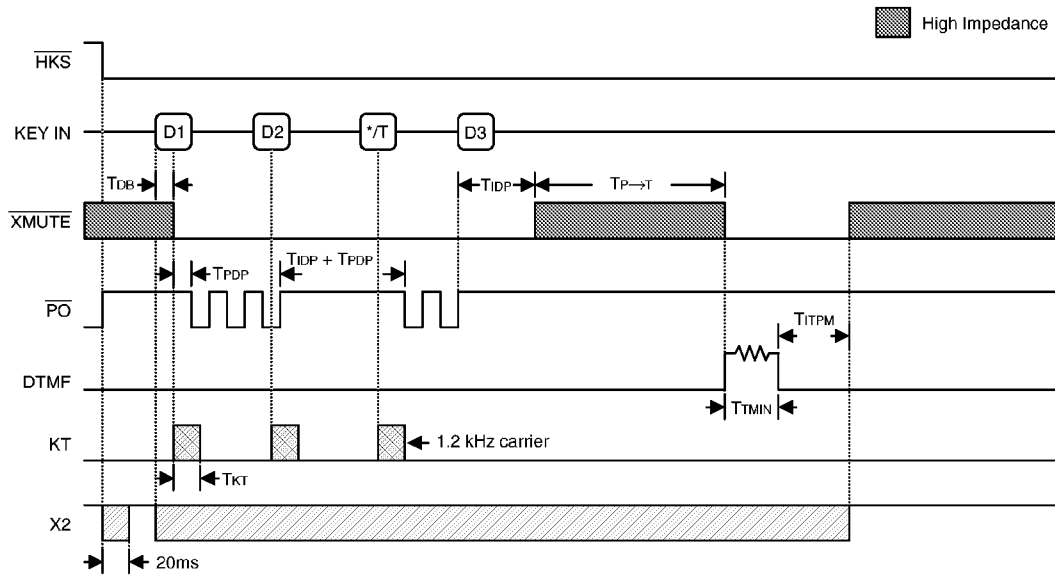 High Impedance
HKS
KEY IN
D1
D2
*/T
D3
TDB
TIDP
TP→T
XMUTE
TPDP
TIDP + TPDP
PO
TITPM
DTMF
TTMIN
KT
1.2 kHz carrier
TKT
X2
20ms